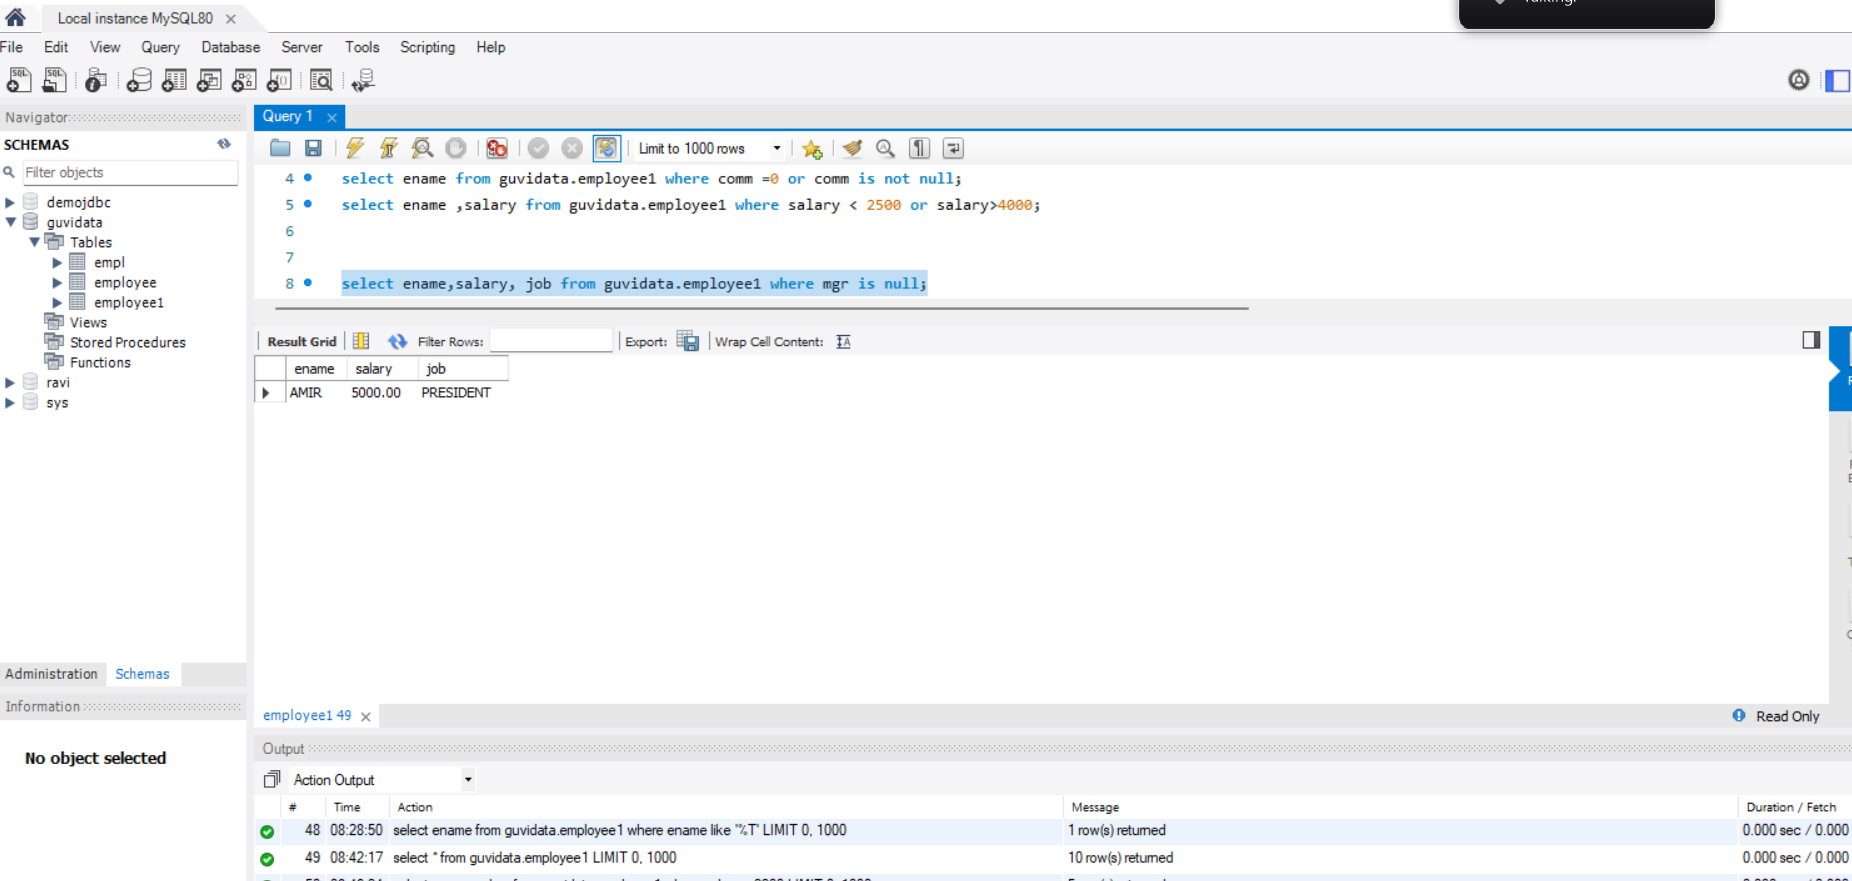 Local instance MySQL80
File Edit View Query Database Server Tools Scripting Help
Navigator
SCHEMAS
Filter objects
demojdbc
guvidata
Tables
empl
employee
employee1
Views
Stored Procedures
Functions
ravi
sys
Administration Schemas
Information
No object selected
Query 1
Limit to 1000 rows
4 select ename from guvidata.employee1 where comm =0 or comm is not null;
5 select ename ,salary from guvidata.employee1 where salary < 2500 or salary>4000;
6
7
8 select ename,salary, job from guvidata.employee1 where mgr is null;
Result Grid Filter Rows: Export: Wrap Cell Content:
ename salary job
AMIR 5000.00 PRESIDENT
employee1 49
Read Only
Output
Action Output
# Time Action Message Duration / Fetch
48 08:28:50 select ename from guvidata.employee1 where ename like '%T' LIMIT 0, 1000 1 row(s) returned 0.000 sec / 0.000
49 08:42:17 select * from guvidata.employee1 LIMIT 0, 1000 10 row(s) returned 0.000 sec / 0.000